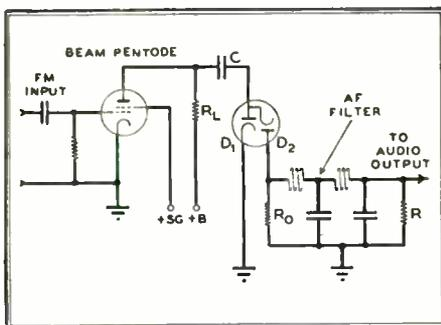 BEAM PENTODE
FM
INPUT
C
RL
D1
D2
AF
FILTER
TO
AUDIO
OUTPUT
RO
R
+SG
+B